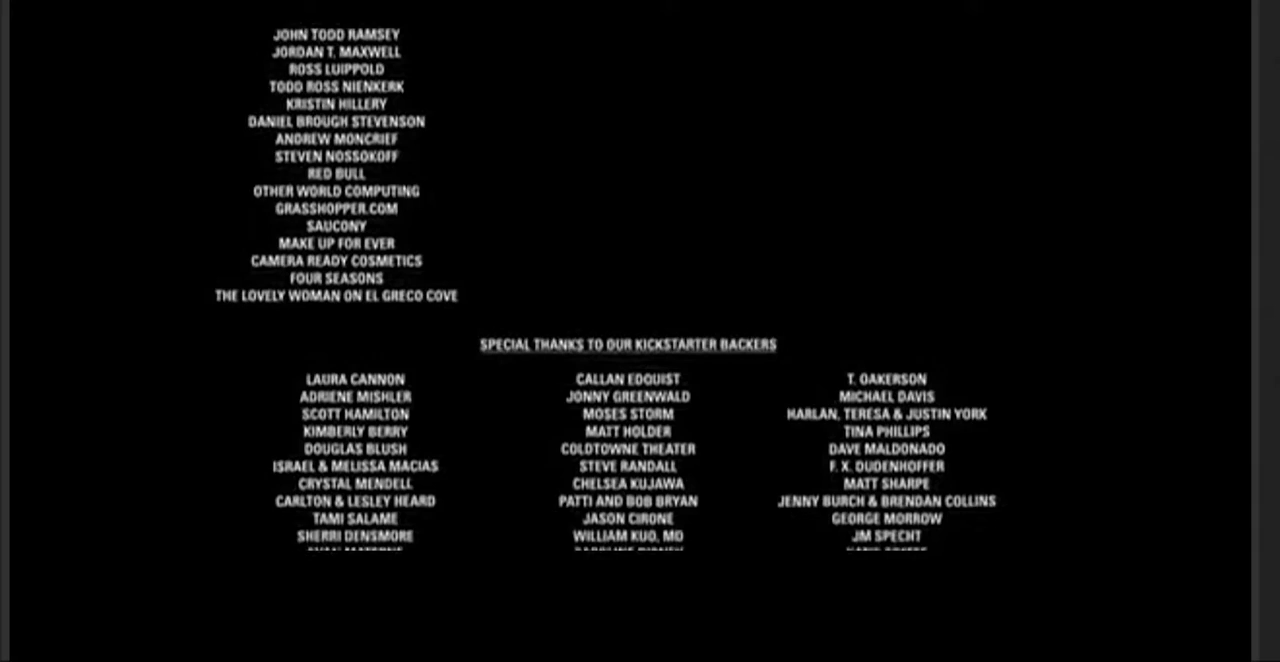 JOHN TODD RAMSEY
JORDAN T. MAXWELL
ROSS LUIPPOLD
TODD ROSS NIENKERK
KRISTIN HILLERY
DANIEL BROUGH STEVENSON
ANDREW MONCRIEF
STEVEN NOSSOKOFF
RED BULL
OTHER WORLD COMPUTING
GRASSHOPPER.COM
SAUCONY
MAKE UP FOR EVER
CAMERA READY COSMETICS
FOUR SEASONS
THE LOVELY WOMAN ON EL GRECO COVE
SPECIAL THANKS TO OUR KICKSTARTER BACKERS
LAURA CANNON
ADRIENE MISHLER
SCOTT HAMILTON
KIMBERLY BERRY
DOUGLAS BLUSH
ISRAEL & MELISSA MACIAS
CRYSTAL MENDELL
CARLTON & LESLEY HEARD
TAMI SALAME
SHERRI DENSMORE
CALLAN EDQUIST
JONNY GREENWALD
MOSES STORM
MATT HOLDER
COLDTOWNE THEATER
STEVE RANDALL
CHELSEA KUJAWA
PATTI AND BOB BRYAN
JASON CIRONE
WILLIAM KUO, MD
T. OAKERSON
MICHAEL DAVIS
HARLAN, TERESA & JUSTIN YORK
TINA PHILLIPS
DAVE MALDONADO
F. X. DUDENHOFFER
MATT SHARPE
JENNY BURCH & BRENDAN COLLINS
GEORGE MORROW
JM SPECHT